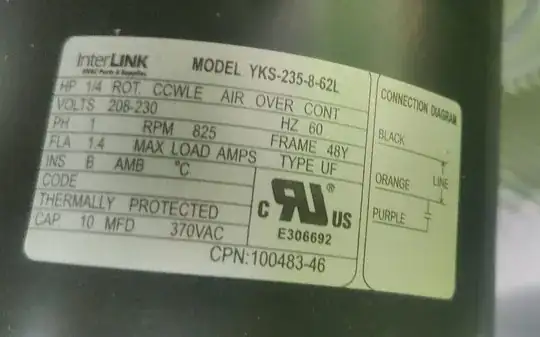 InterLINK
HVAC Parts & Supplies
MODEL YKS-235-8-62L
HP 1/4 ROT. CCWLE AIR OVER CONT
VOLTS 208-230 HZ 60
PH 1 RPM 825 FRAME 48Y
FLA 1.4 MAX LOAD AMPS TYPE UF
INS B AMB °C
CODE
THERMALLY PROTECTED
CAP 10 MFD 370VAC
C RU® US
E306692
CPN:100483-46
CONNECTION DIAGRAM
BLACK
ORANGE LINE
PURPLE